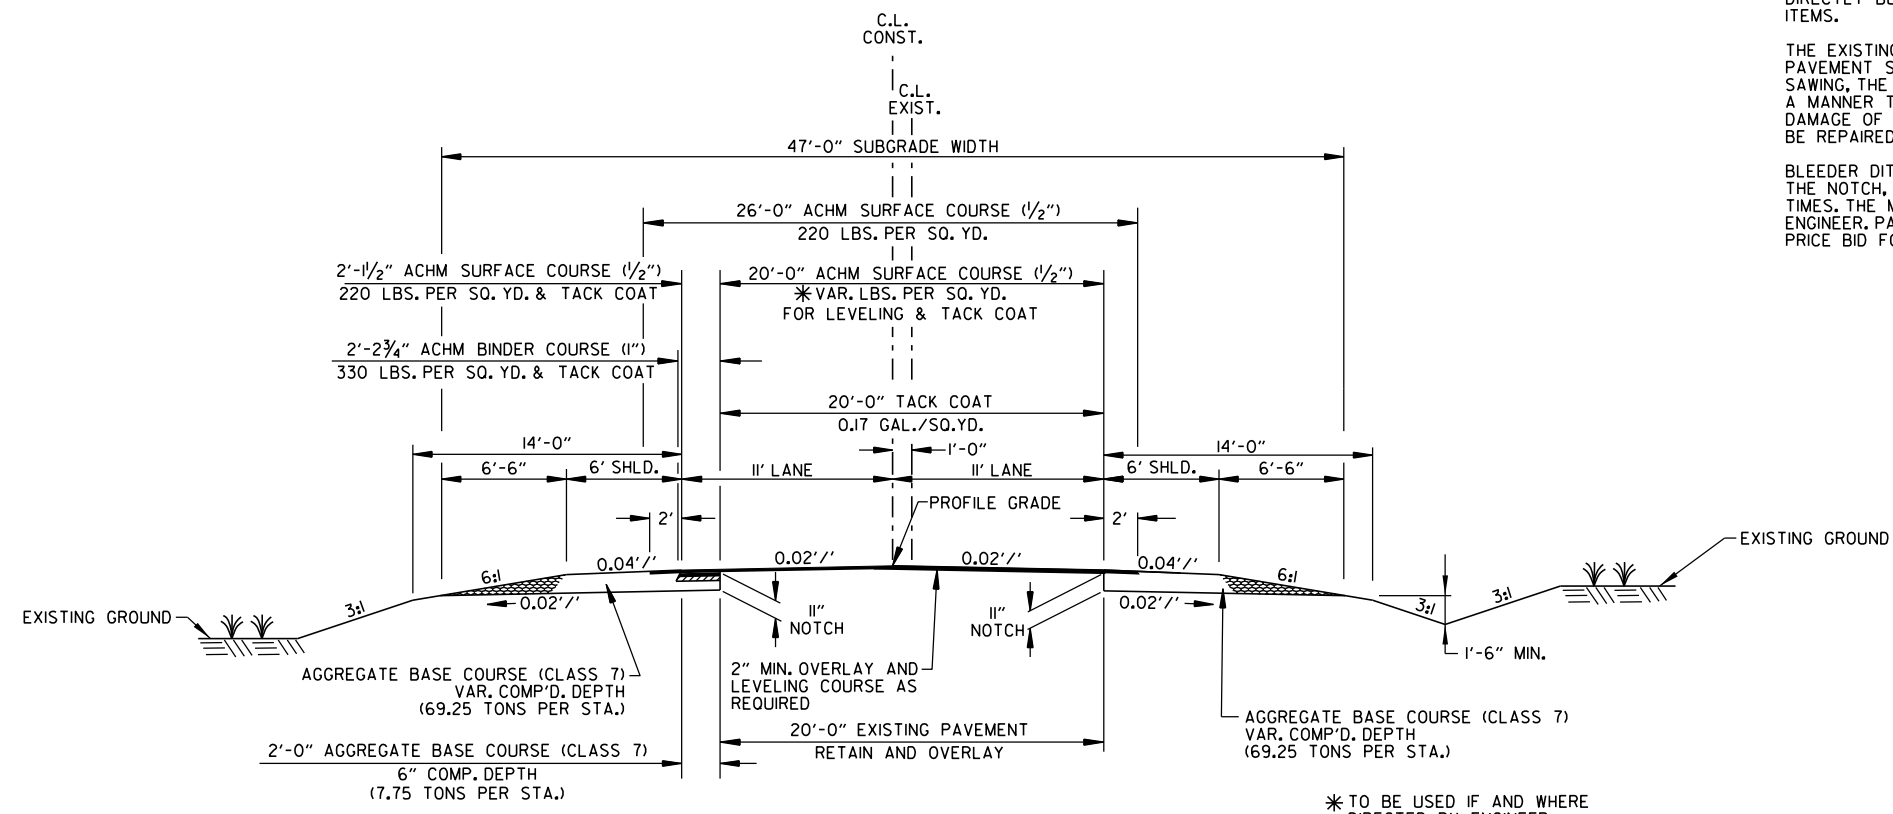 C.L.
CONST.
C.L.
EXIST.
47'-0" SUBGRADE WIDTH
26'-0" ACHM SURFACE COURSE (1/2")
220 LBS. PER SQ. YD.
2'-1 1/2" ACHM SURFACE COURSE (1/2")
220 LBS. PER SQ. YD. & TACK COAT
20'-0" ACHM SURFACE COURSE (1/2")
* VAR. LBS. PER SQ. YD.
FOR LEVELING & TACK COAT
2'-2 3/4" ACHM BINDER COURSE (1")
330 LBS. PER SQ. YD. & TACK COAT
20'-0" TACK COAT
0.17 GAL./SQ.YD.
14'-0"
1'-0"
14'-0"
6'-6"
6' SHLD.
11' LANE
11' LANE
6' SHLD.
6'-6"
PROFILE GRADE
2'
2'
EXISTING GROUND
6:1
0.04'/'
0.02'/'
0.02'/'
0.04'/'
6:1
3:1
0.02'/'
0.02'/'
3:1
3:1
EXISTING GROUND
11"
NOTCH
11"
NOTCH
1'-6" MIN.
AGGREGATE BASE COURSE (CLASS 7)
VAR. COMP'D. DEPTH
(69.25 TONS PER STA.)
2" MIN. OVERLAY AND
LEVELING COURSE AS
REQUIRED
AGGREGATE BASE COURSE (CLASS 7)
VAR. COMP'D. DEPTH
(69.25 TONS PER STA.)
20'-0" EXISTING PAVEMENT
RETAIN AND OVERLAY
2'-0" AGGREGATE BASE COURSE (CLASS 7)
6" COMP. DEPTH
(7.75 TONS PER STA.)
* TO BE USED IF AND WHERE
ITEMS.
THE EXISTING
PAVEMENT S
SAWING, THE
A MANNER T
DAMAGE OF
BE REPAIRED
BLEEDER DIT
THE NOTCH,
TIMES. THE M
ENGINEER. PA
PRICE BID FO